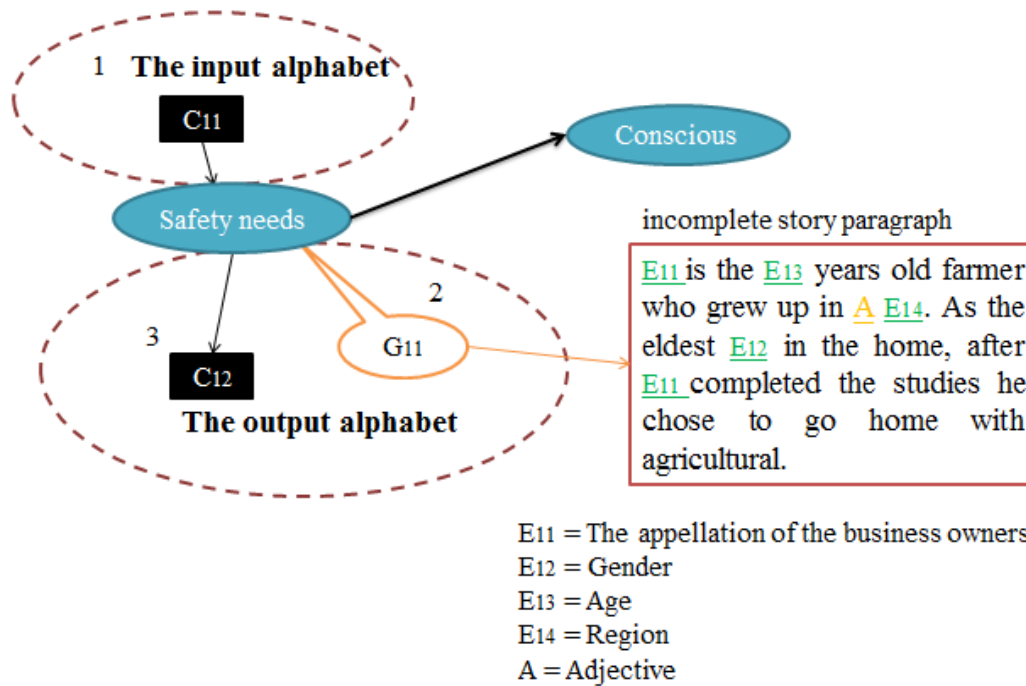 1 The input alphabet
C11
Conscious
Safety needs
incomplete story paragraph
E11 is the E13 years old farmer
who grew up in A E14. As the
eldest E12 in the home, after
E11 completed the studies he
chose to go home with
agricultural.
2
G11
3
C12
The output alphabet
E11 = The appellation of the business owners
E12 = Gender
E13 = Age
E14 = Region
A = Adjective